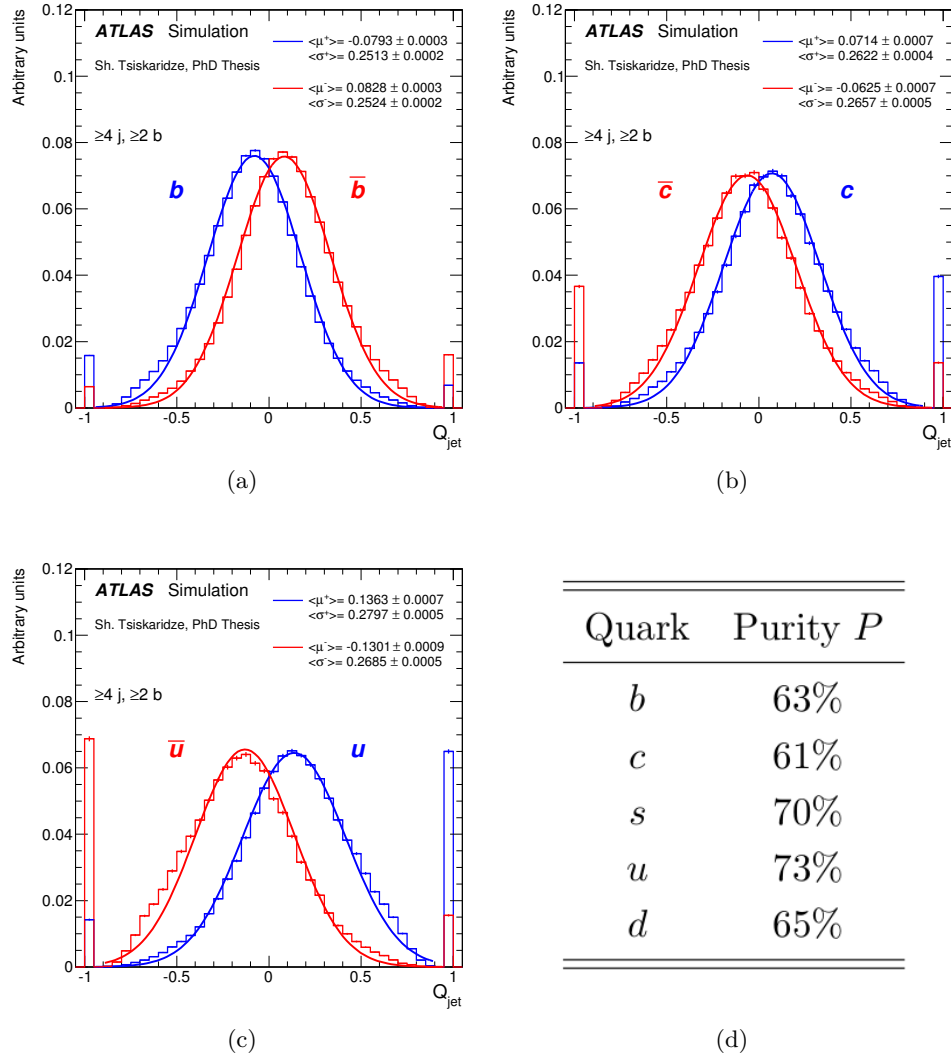 Arbitrary units
0.12
0.1
0.08
0.06
0.04
0.02
0
ATLAS Simulation
Sh. Tsiskaridze, PhD Thesis
≥4 j, ≥2 b
<μ⁺>= -0.0793 ± 0.0003
<σ⁺>= 0.2513 ± 0.0002
<μ⁻>= 0.0828 ± 0.0003
<σ⁻>= 0.2524 ± 0.0002
b
b̅
-1 -0.5 0 0.5 1
Q_jet
(a)
Arbitrary units
0.12
0.1
0.08
0.06
0.04
0.02
0
ATLAS Simulation
Sh. Tsiskaridze, PhD Thesis
≥4 j, ≥2 b
<μ⁺>= 0.0714 ± 0.0007
<σ⁺>= 0.2622 ± 0.0004
<μ⁻>= -0.0625 ± 0.0007
<σ⁻>= 0.2657 ± 0.0005
c̅
c
-1 -0.5 0 0.5 1
Q_jet
(b)
Arbitrary units
0.12
0.1
0.08
0.06
0.04
0.02
0
ATLAS Simulation
Sh. Tsiskaridze, PhD Thesis
≥4 j, ≥2 b
<μ⁺>= 0.1363 ± 0.0007
<σ⁺>= 0.2797 ± 0.0005
<μ⁻>= -0.1301 ± 0.0009
<σ⁻>= 0.2685 ± 0.0005
u̅
u
-1 -0.5 0 0.5 1
Q_jet
(c)
Quark Purity P
b 63%
c 61%
s 70%
u 73%
d 65%
(d)